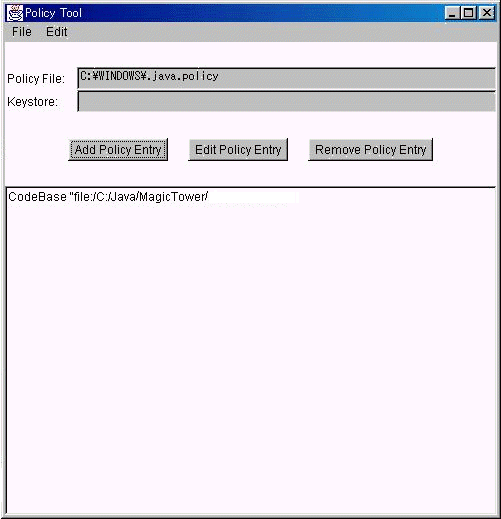 Policy Tool
File Edit
Policy File: C:¥WINDOWS¥.java.policy
Keystore:
Add Policy Entry Edit Policy Entry Remove Policy Entry
CodeBase "file:/C:/Java/MagicTower/